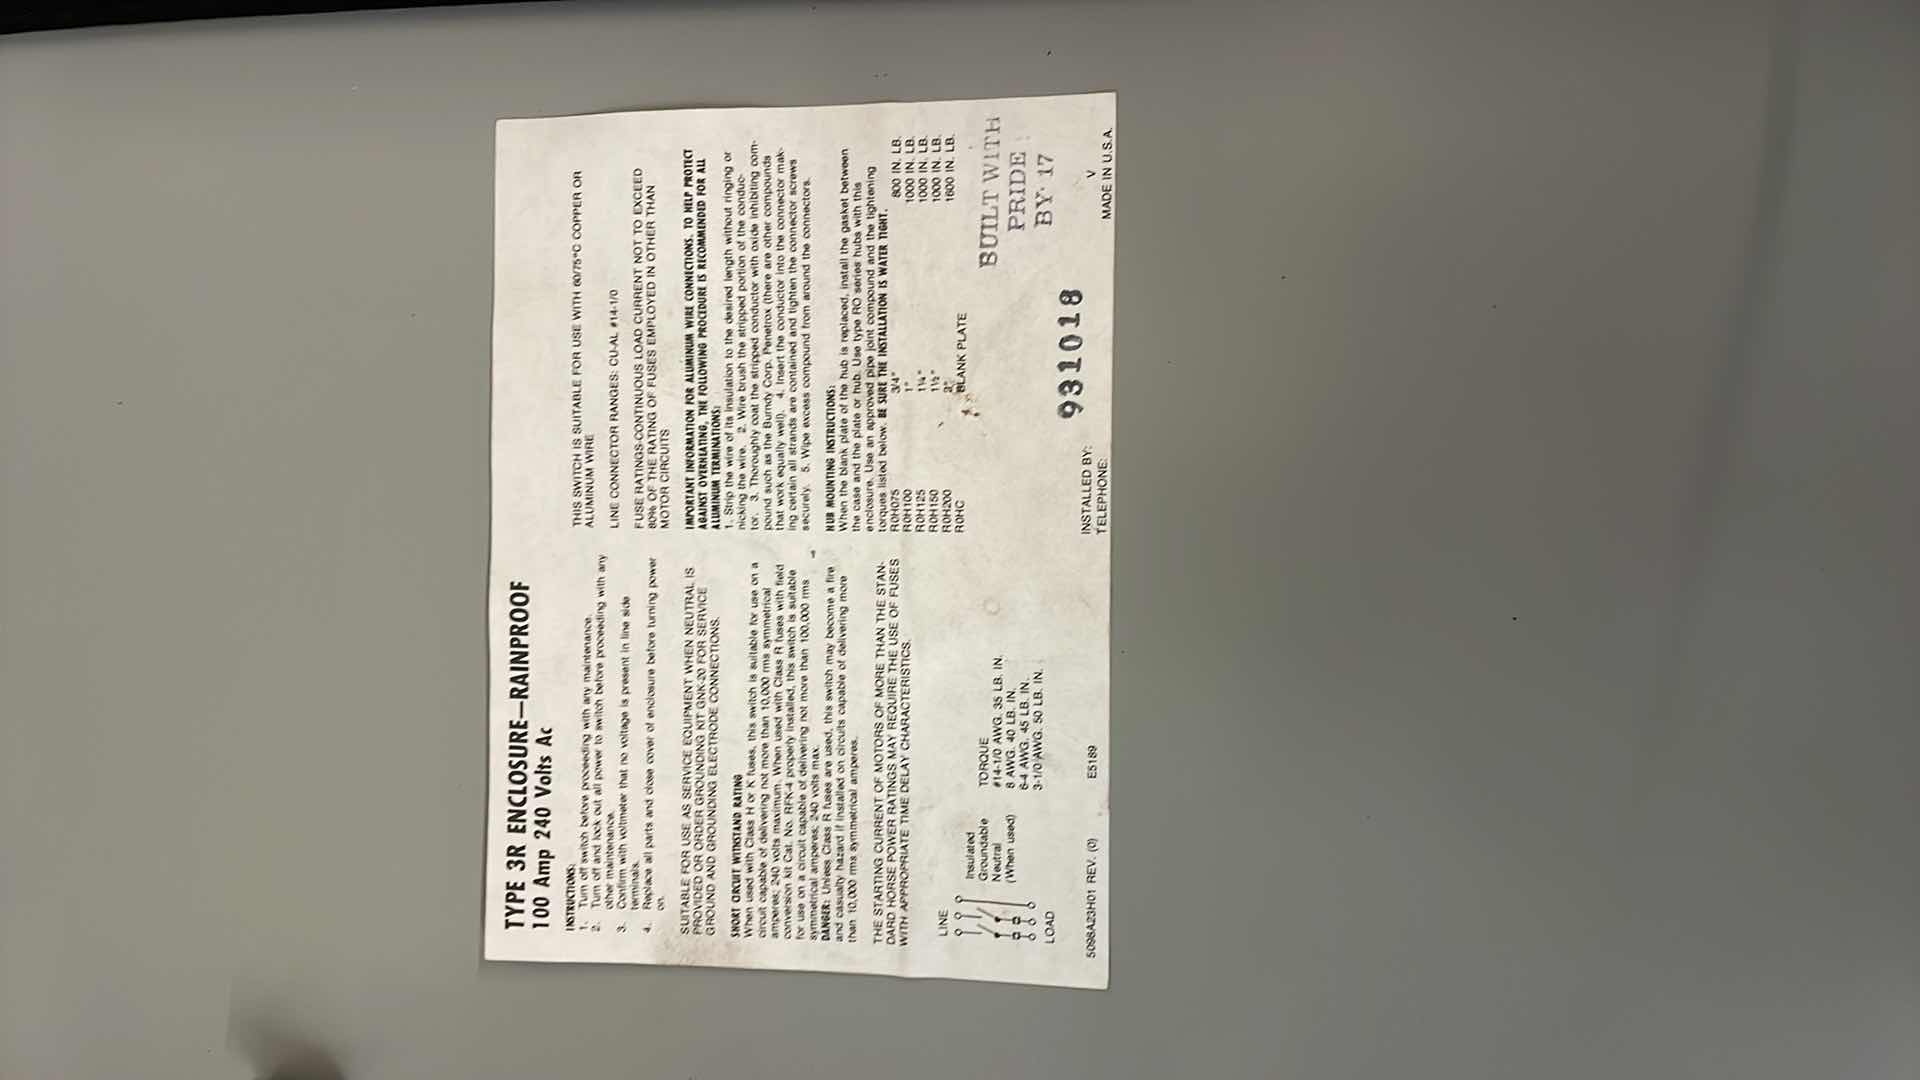 TYPE 3R ENCLOSURE—RAINPROOF
100 Amp 240 Volts Ac
INSTRUCTIONS:
1. Turn off switch before proceeding with any maintenance.
2. Turn off and lock out all power to switch before proceeding with any
other maintenance.
3. Confirm with voltmeter that no voltage is present in line side
terminals.
4. Replace all parts and close cover of enclosure before turning power
on.
SUITABLE FOR USE AS SERVICE EQUIPMENT WHEN NEUTRAL IS
PROVIDED OR ORDER GROUNDING KIT GNK-20 FOR SERVICE
GROUND AND GROUNDING ELECTRODE CONNECTIONS.
SHORT CIRCUIT WITHSTAND RATING
When used with Class H or K fuses, this switch is suitable for use on a
circuit capable of delivering not more than 10,000 rms symmetrical
amperes; 240 volts maximum. When used with Class R fuses with field
conversion kit Cat. No. RFK-4 properly installed, this switch is suitable
for use on a circuit capable of delivering not more than 100,000 rms
symmetrical amperes; 240 volts max.
DANGER: Unless Class R fuses are used, this switch may become a fire
and casualty hazard if installed on circuits capable of delivering more
than 10,000 rms symmetrical amperes.
THE STARTING CURRENT OF MOTORS OF MORE THAN THE STAN-
DARD HORSE POWER RATINGS MAY REQUIRE THE USE OF FUSES
WITH APPROPRIATE TIME DELAY CHARACTERISTICS.
LINE
Insulated
Groundable
Neutral
(When used)
LOAD
TORQUE
#14-1/0 AWG. 35 LB. IN.
8 AWG. 40 LB. IN.
6-4 AWG. 45 LB. IN.
3-1/0 AWG. 50 LB. IN.
5098A23H01 REV. (0) E5189
THIS SWITCH IS SUITABLE FOR USE WITH 60/75°C COPPER OR
ALUMINUM WIRE
LINE CONNECTOR RANGES: CU-AL #14-1/0
FUSE RATINGS-CONTINUOUS LOAD CURRENT NOT TO EXCEED
80% OF THE RATING OF FUSES EMPLOYED IN OTHER THAN
MOTOR CIRCUITS
IMPORTANT INFORMATION FOR ALUMINUM WIRE CONNECTIONS. TO HELP PROTECT
AGAINST OVERHEATING, THE FOLLOWING PROCEDURE IS RECOMMENDED FOR ALL
ALUMINUM TERMINATIONS:
1. Strip the wire of its insulation to the desired length without ringing or
nicking the wire. 2. Wire brush the stripped portion of the conduc-
tor. 3. Thoroughly coat the stripped conductor with oxide inhibiting com-
pound such as the Burndy Corp. Penetrox (there are other compounds
that work equally well). 4. Insert the conductor into the connector mak-
ing certain all strands are contained and tighten the connector screws
securely. 5. Wipe excess compound from around the connectors.
HUB MOUNTING INSTRUCTIONS:
When the blank plate of the hub is replaced, install the gasket between
the case and the plate or hub. Use type RO series hubs with this
enclosure. Use an approved pipe joint compound and the tightening
torques listed below. BE SURE THE INSTALLATION IS WATER TIGHT.
R0H075 3/4" 800 IN. LB.
R0H100 1" 1000 IN. LB.
R0H125 1¼" 1000 IN. LB.
R0H150 1½" 1000 IN. LB.
R0H200 2" 1600 IN. LB.
R0HC BLANK PLATE
BUILT WITH
PRIDE
BY· 17
931018
INSTALLED BY:
TELEPHONE:
V
MADE IN U.S.A.